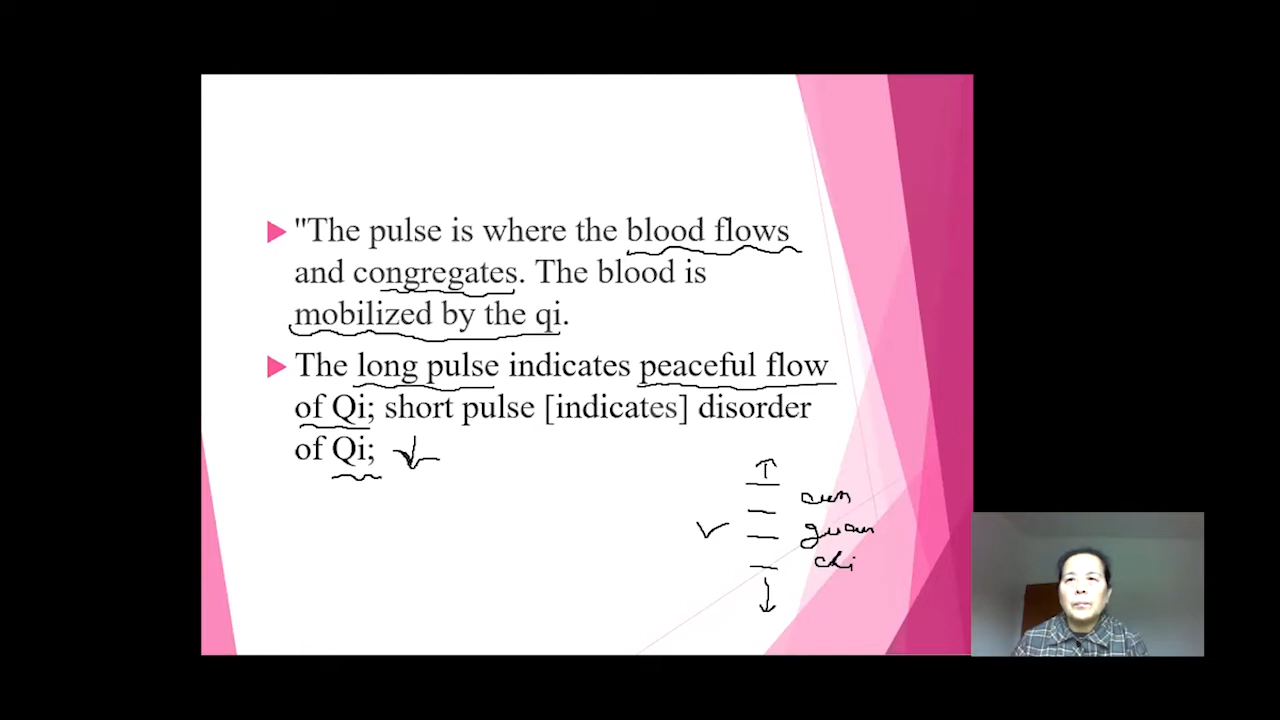 "The pulse is where the blood flows
and congregates. The blood is
mobilized by the qi.
The long pulse indicates peaceful flow
of Qi; short pulse [indicates] disorder
of Qi;
cun
guan
chi